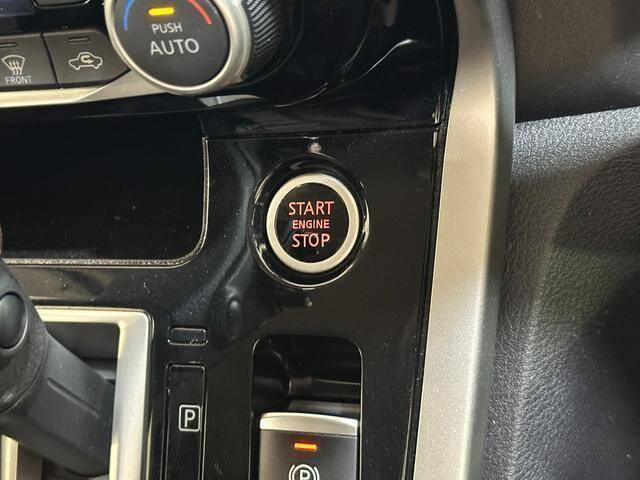 PUSH
AUTO
FRONT
START
ENGINE
STOP
P
P